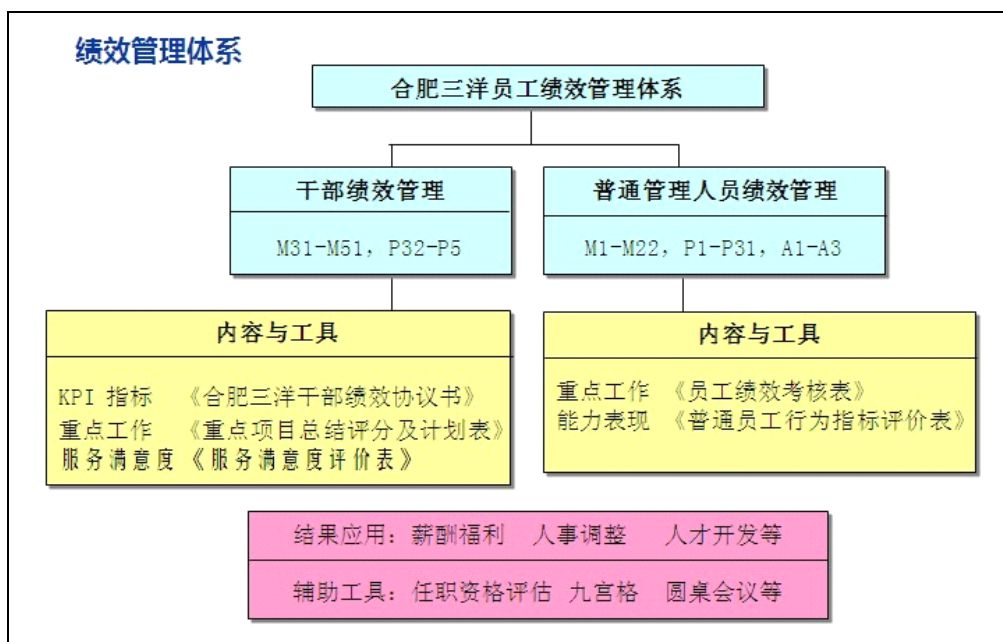 绩效管理体系
合肥三洋员工绩效管理体系
干部绩效管理
M31-M51，P32-P5
普通管理人员绩效管理
M1-M22，P1-P31，A1-A3
内容与工具
KPI 指标 《合肥三洋干部绩效协议书》
重点工作 《重点项目总结评分及计划表》
服务满意度 《服务满意度评价表》
内容与工具
重点工作 《员工绩效考核表》
能力表现 《普通员工行为指标评价表》
结果应用：薪酬福利 人事调整 人才开发等
辅助工具：任职资格评估 九宫格 圆桌会议等